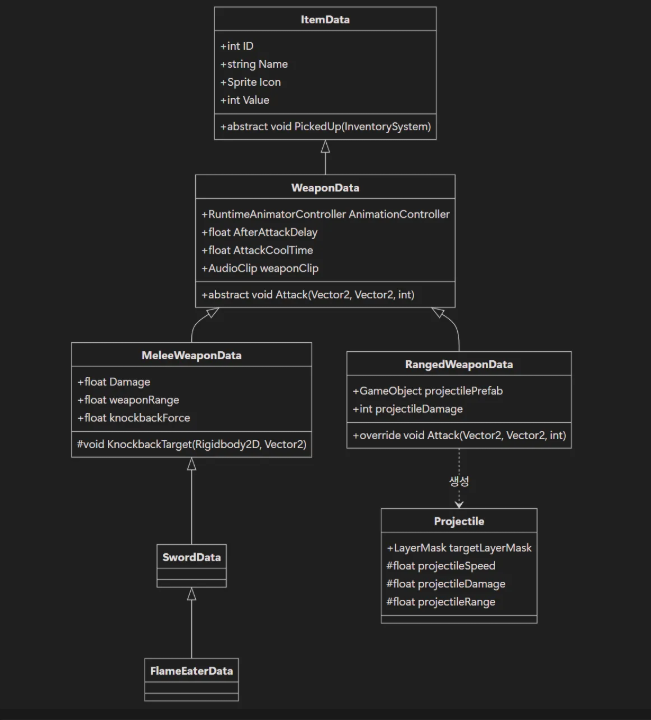 ItemData
+int ID
+string Name
+Sprite Icon
+int Value
+abstract void PickedUp(InventorySystem)
WeaponData
+RuntimeAnimatorController AnimationController
+float AfterAttackDelay
+float AttackCoolTime
+AudioClip weaponClip
+abstract void Attack(Vector2, Vector2, int)
MeleeWeaponData
+float Damage
+float weaponRange
+float knockbackForce
#void KnockbackTarget(Rigidbody2D, Vector2)
RangedWeaponData
+GameObject projectilePrefab
+int projectileDamage
+override void Attack(Vector2, Vector2, int)
생성
Projectile
+LayerMask targetLayerMask
#float projectileSpeed
#float projectileDamage
#float projectileRange
SwordData
FlameEaterData